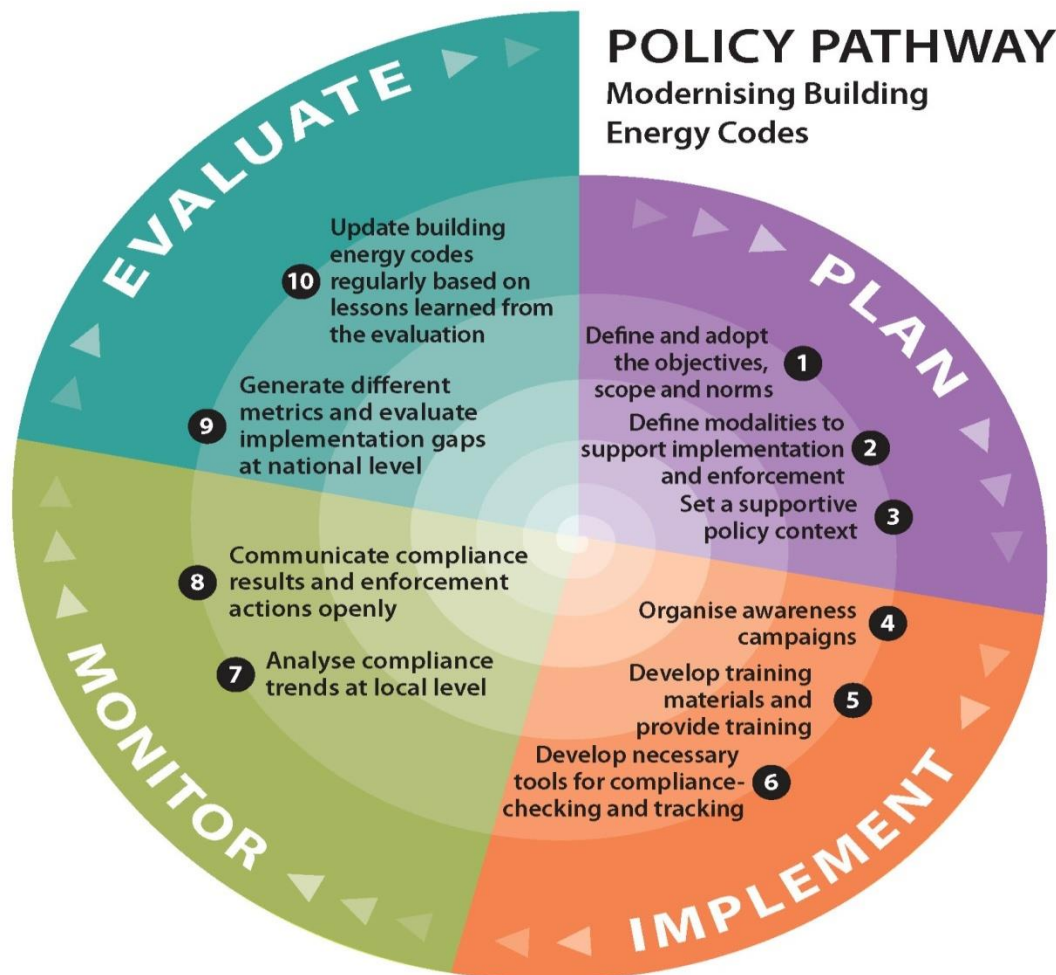 POLICY PATHWAY
Modernising Building
Energy Codes
PLAN
1
Define and adopt
the objectives,
scope and norms
2
Define modalities to
support implementation
and enforcement
3
Set a supportive
policy context
IMPLEMENT
4
Organise awareness
campaigns
5
Develop training
materials and
provide training
6
Develop necessary
tools for compliance-
checking and tracking
MONITOR
7
Analyse compliance
trends at local level
8
Communicate compliance
results and enforcement
actions openly
EVALUATE
9
Generate different
metrics and evaluate
implementation gaps
at national level
10
Update building
energy codes
regularly based on
lessons learned from
the evaluation